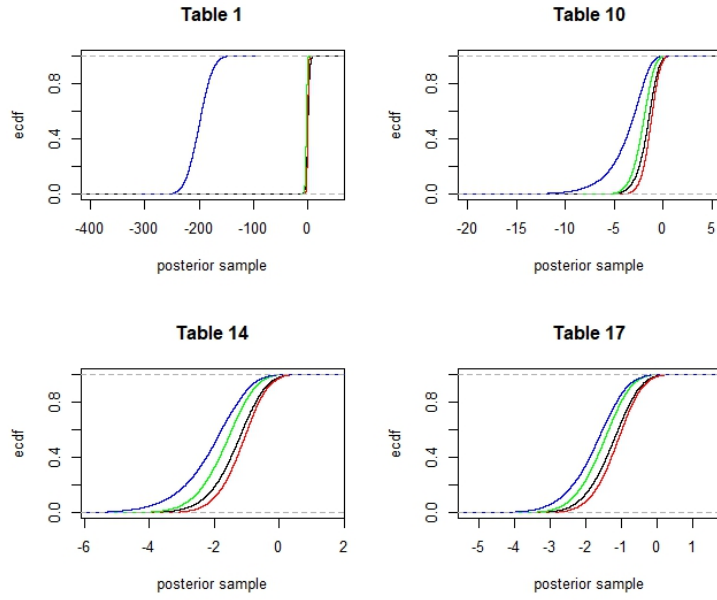 Table 1
ecdf
0.0 0.4 0.8
-400 -300 -200 -100 0
posterior sample
Table 10
ecdf
0.0 0.4 0.8
-20 -15 -10 -5 0 5
posterior sample
Table 14
ecdf
0.0 0.4 0.8
-6 -4 -2 0 2
posterior sample
Table 17
ecdf
0.0 0.4 0.8
-5 -4 -3 -2 -1 0 1
posterior sample